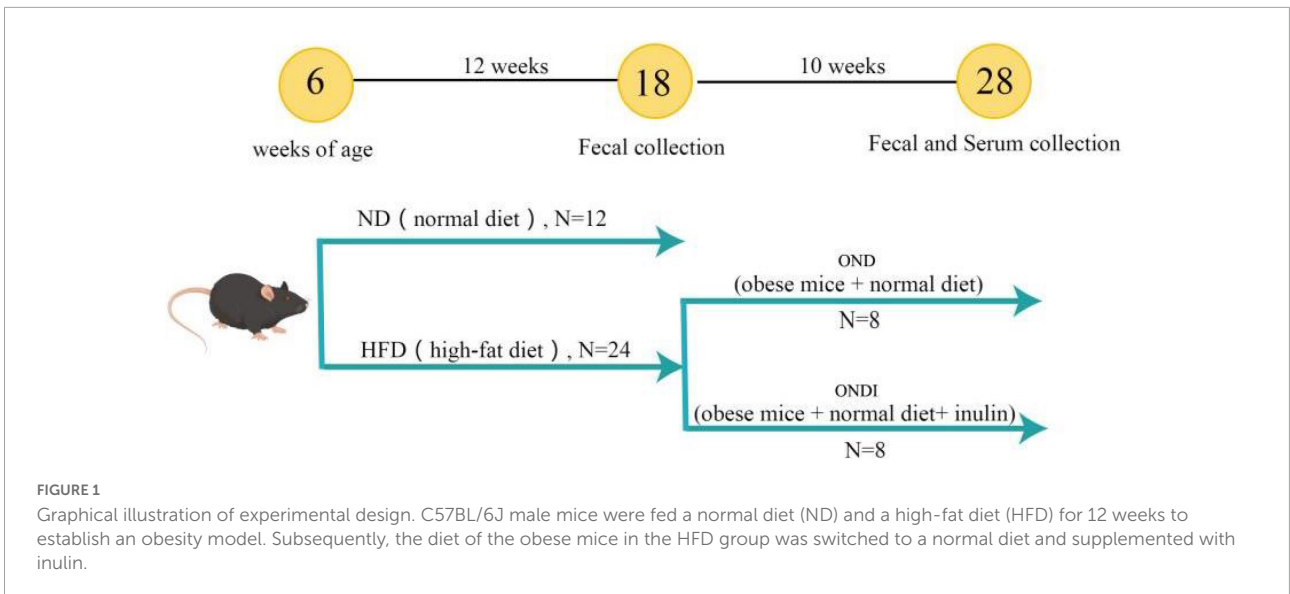 12 weeks
10 weeks
6
18
28
weeks of age
Fecal collection
Fecal and Serum collection
ND ( normal diet ) , N=12
OND
(obese mice + normal diet)
N=8
HFD ( high-fat diet ) , N=24
ONDI
(obese mice + normal diet+ inulin)
N=8
FIGURE 1
Graphical illustration of experimental design. C57BL/6J male mice were fed a normal diet (ND) and a high-fat diet (HFD) for 12 weeks to
establish an obesity model. Subsequently, the diet of the obese mice in the HFD group was switched to a normal diet and supplemented with
inulin.